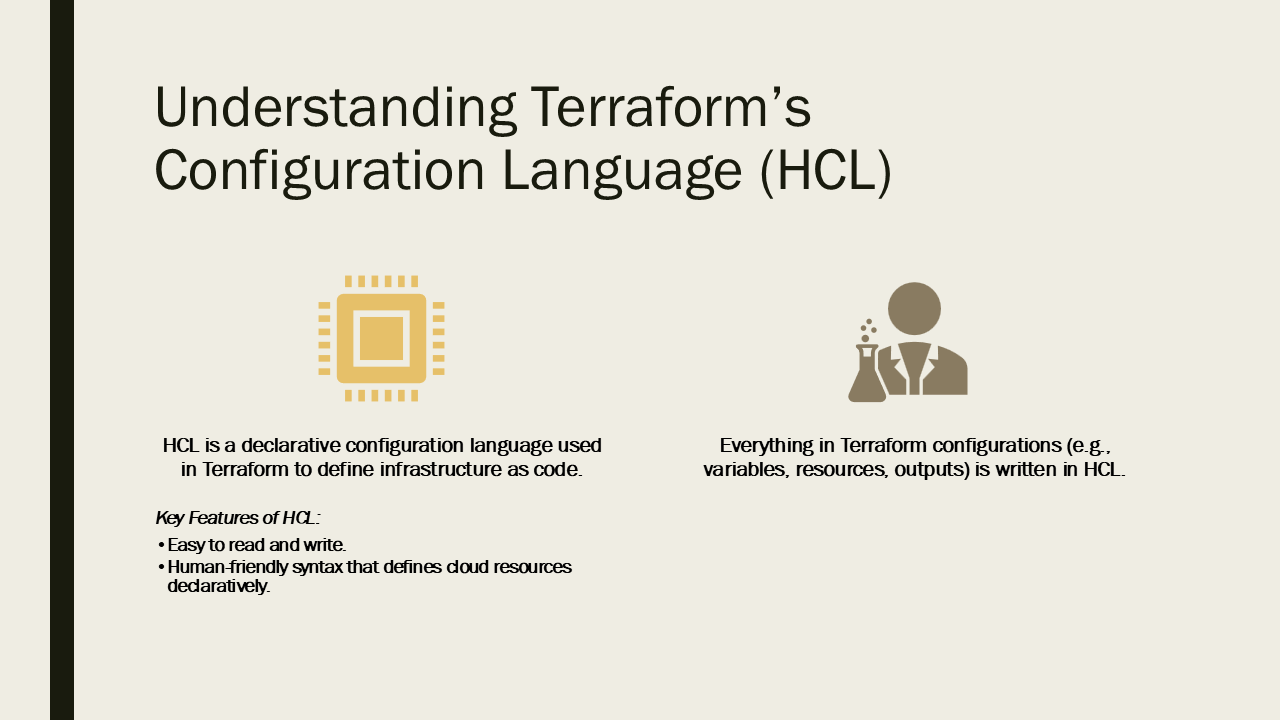 Understanding Terraform’s
Configuration Language (HCL)
HCL is a declarative configuration language used
in Terraform to define infrastructure as code.
Key Features of HCL:
• Easy to read and write.
• Human-friendly syntax that defines cloud resources
declaratively.
Everything in Terraform configurations (e.g.,
variables, resources, outputs) is written in HCL.